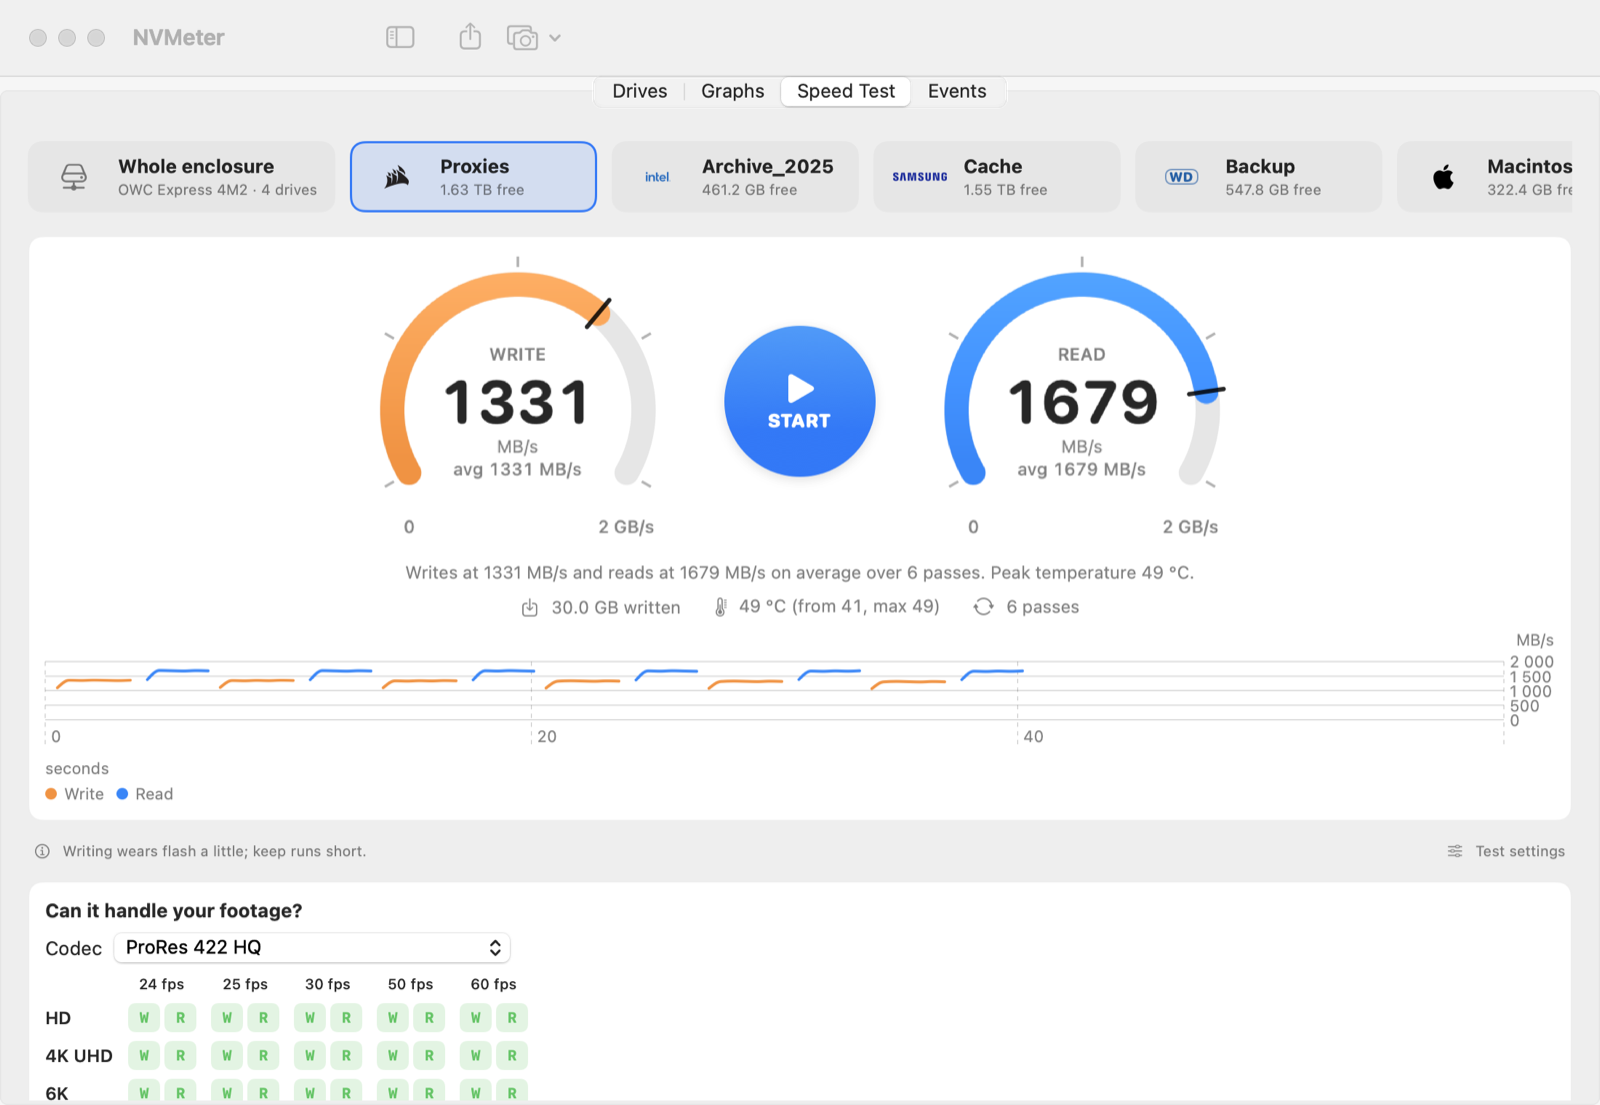 NVMeter
Drives Graphs Speed Test Events
Whole enclosure
OWC Express 4M2 · 4 drives
Proxies
1.63 TB free
intel
Archive_2025
461.2 GB free
SAMSUNG
Cache
1.55 TB free
WD
Backup
547.8 GB free
Macintos
322.4 GB fre
WRITE
1331
MB/s
avg 1331 MB/s
0 2 GB/s
START
READ
1679
MB/s
avg 1679 MB/s
0 2 GB/s
Writes at 1331 MB/s and reads at 1679 MB/s on average over 6 passes. Peak temperature 49 °C.
30.0 GB written 49 °C (from 41, max 49) 6 passes
MB/s
2 000
1 500
1 000
500
0
0 20 40
seconds
Write Read
Writing wears flash a little; keep runs short.
Test settings
Can it handle your footage?
Codec ProRes 422 HQ
24 fps 25 fps 30 fps 50 fps 60 fps
HD W R W R W R W R W R
4K UHD W R W R W R W R W R
6K W R W R W R W R W R